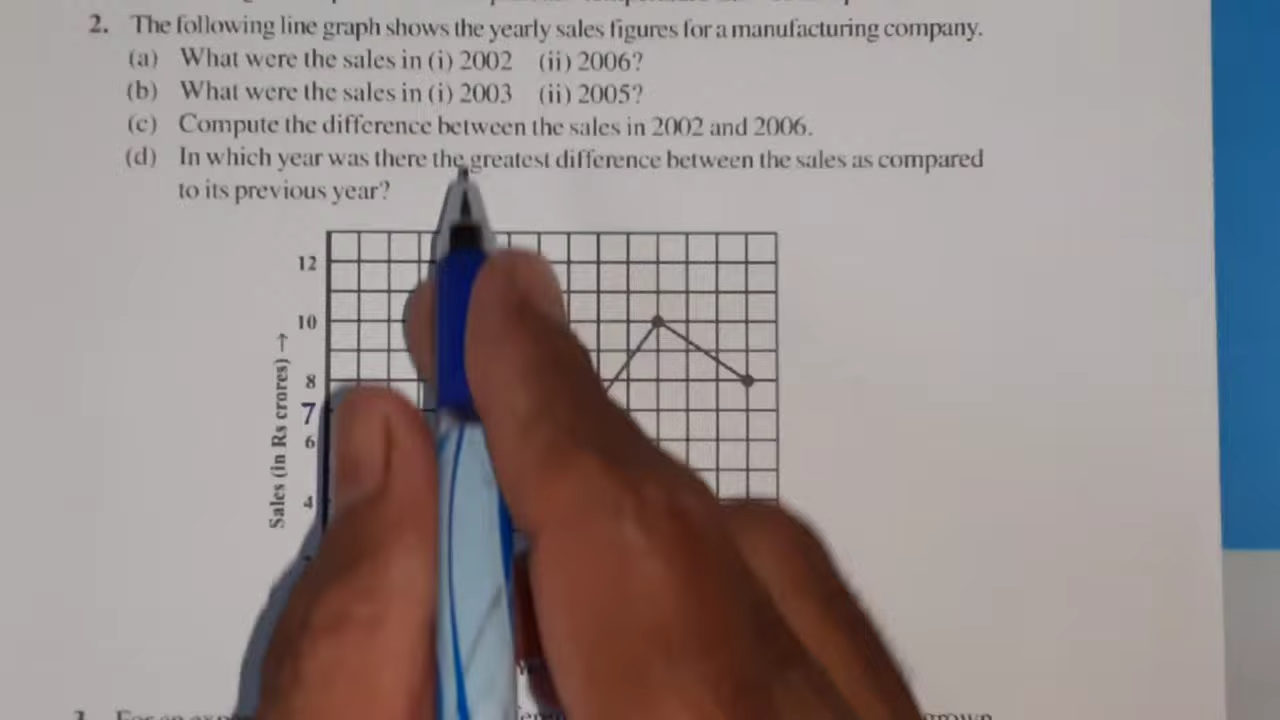 2. The following line graph shows the yearly sales figures for a manufacturing company.
(a) What were the sales in (i) 2002 (ii) 2006?
(b) What were the sales in (i) 2003 (ii) 2005?
(c) Compute the difference between the sales in 2002 and 2006.
(d) In which year was there the greatest difference between the sales as compared
to its previous year?
12
10
8
7
6
4
Sales (in Rs crores) →